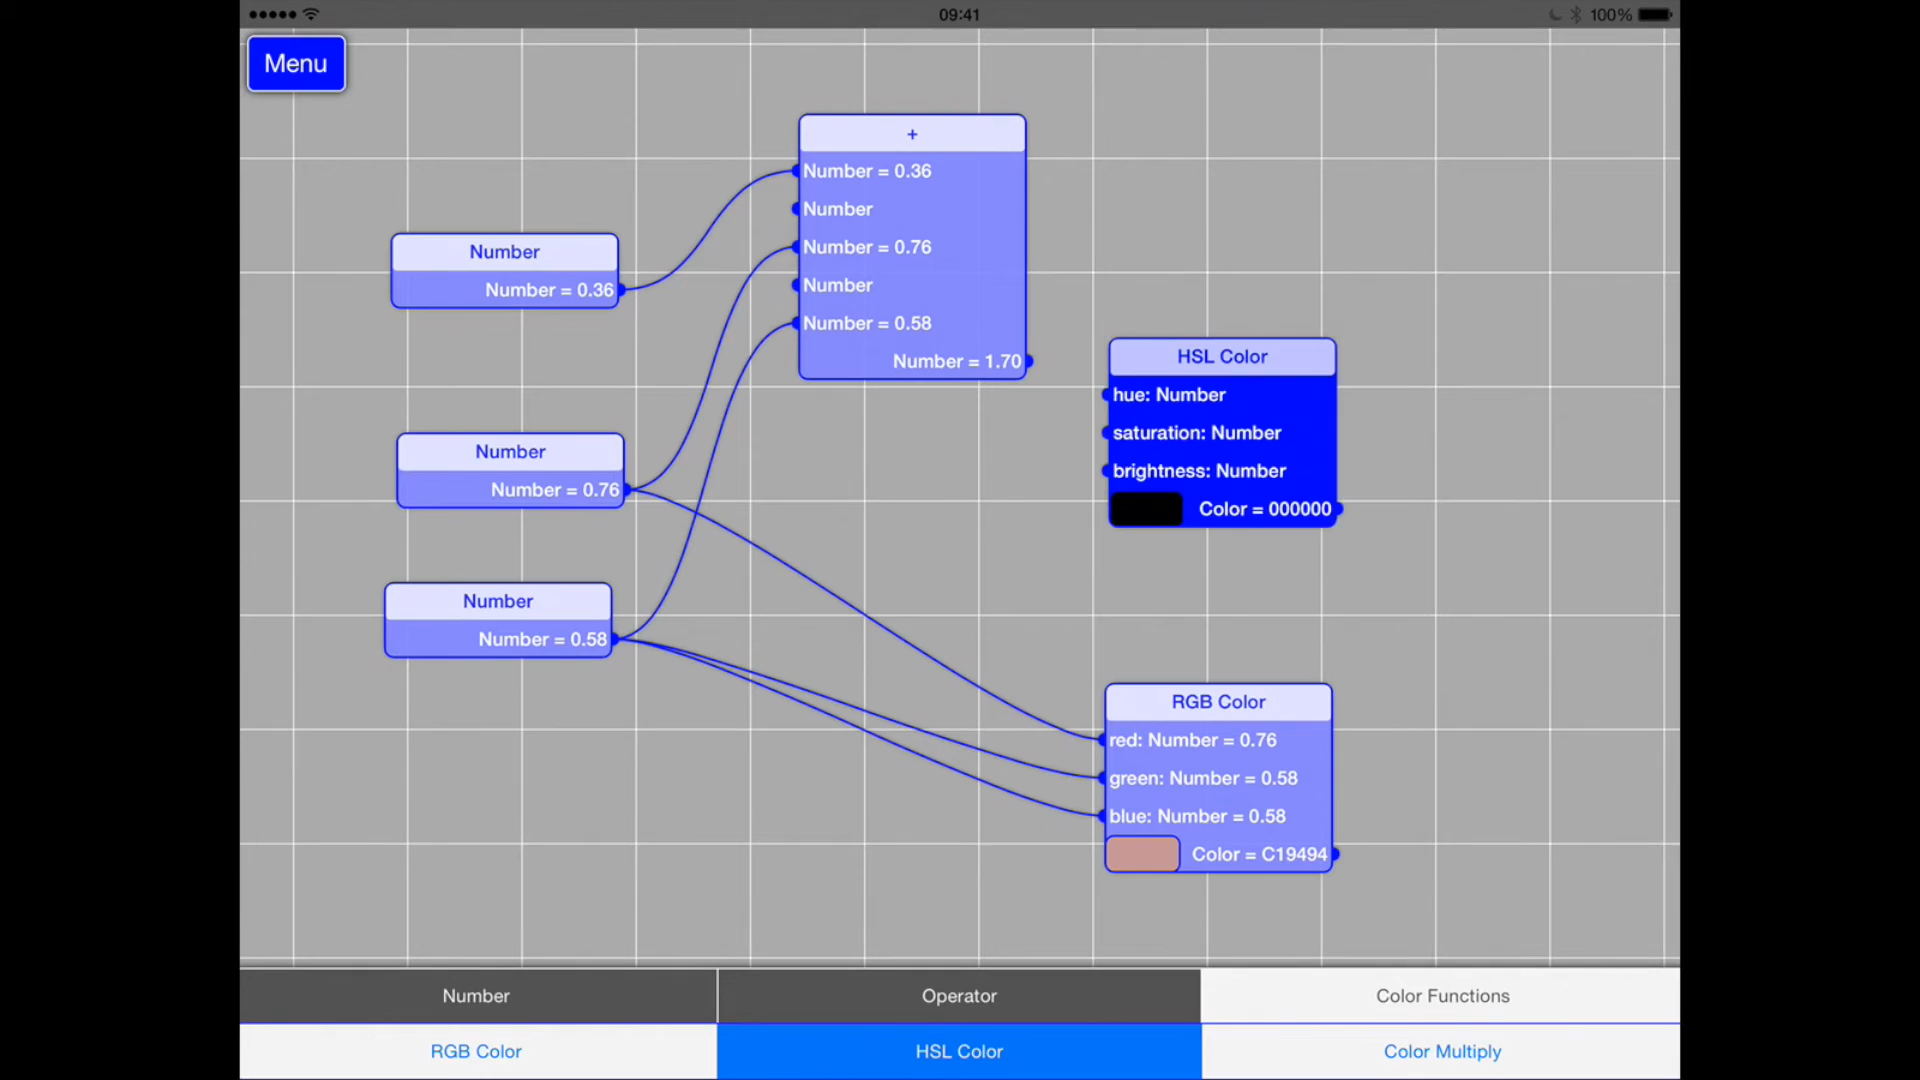 09:41
100%
Menu
+
Number = 0.36
Number
Number = 0.76
Number
Number = 0.58
Number = 1.70
Number
Number = 0.36
Number
Number = 0.76
Number
Number = 0.58
HSL Color
hue: Number
saturation: Number
brightness: Number
Color = 000000
RGB Color
red: Number = 0.76
green: Number = 0.58
blue: Number = 0.58
Color = C19494
Number
Operator
Color Functions
RGB Color
HSL Color
Color Multiply